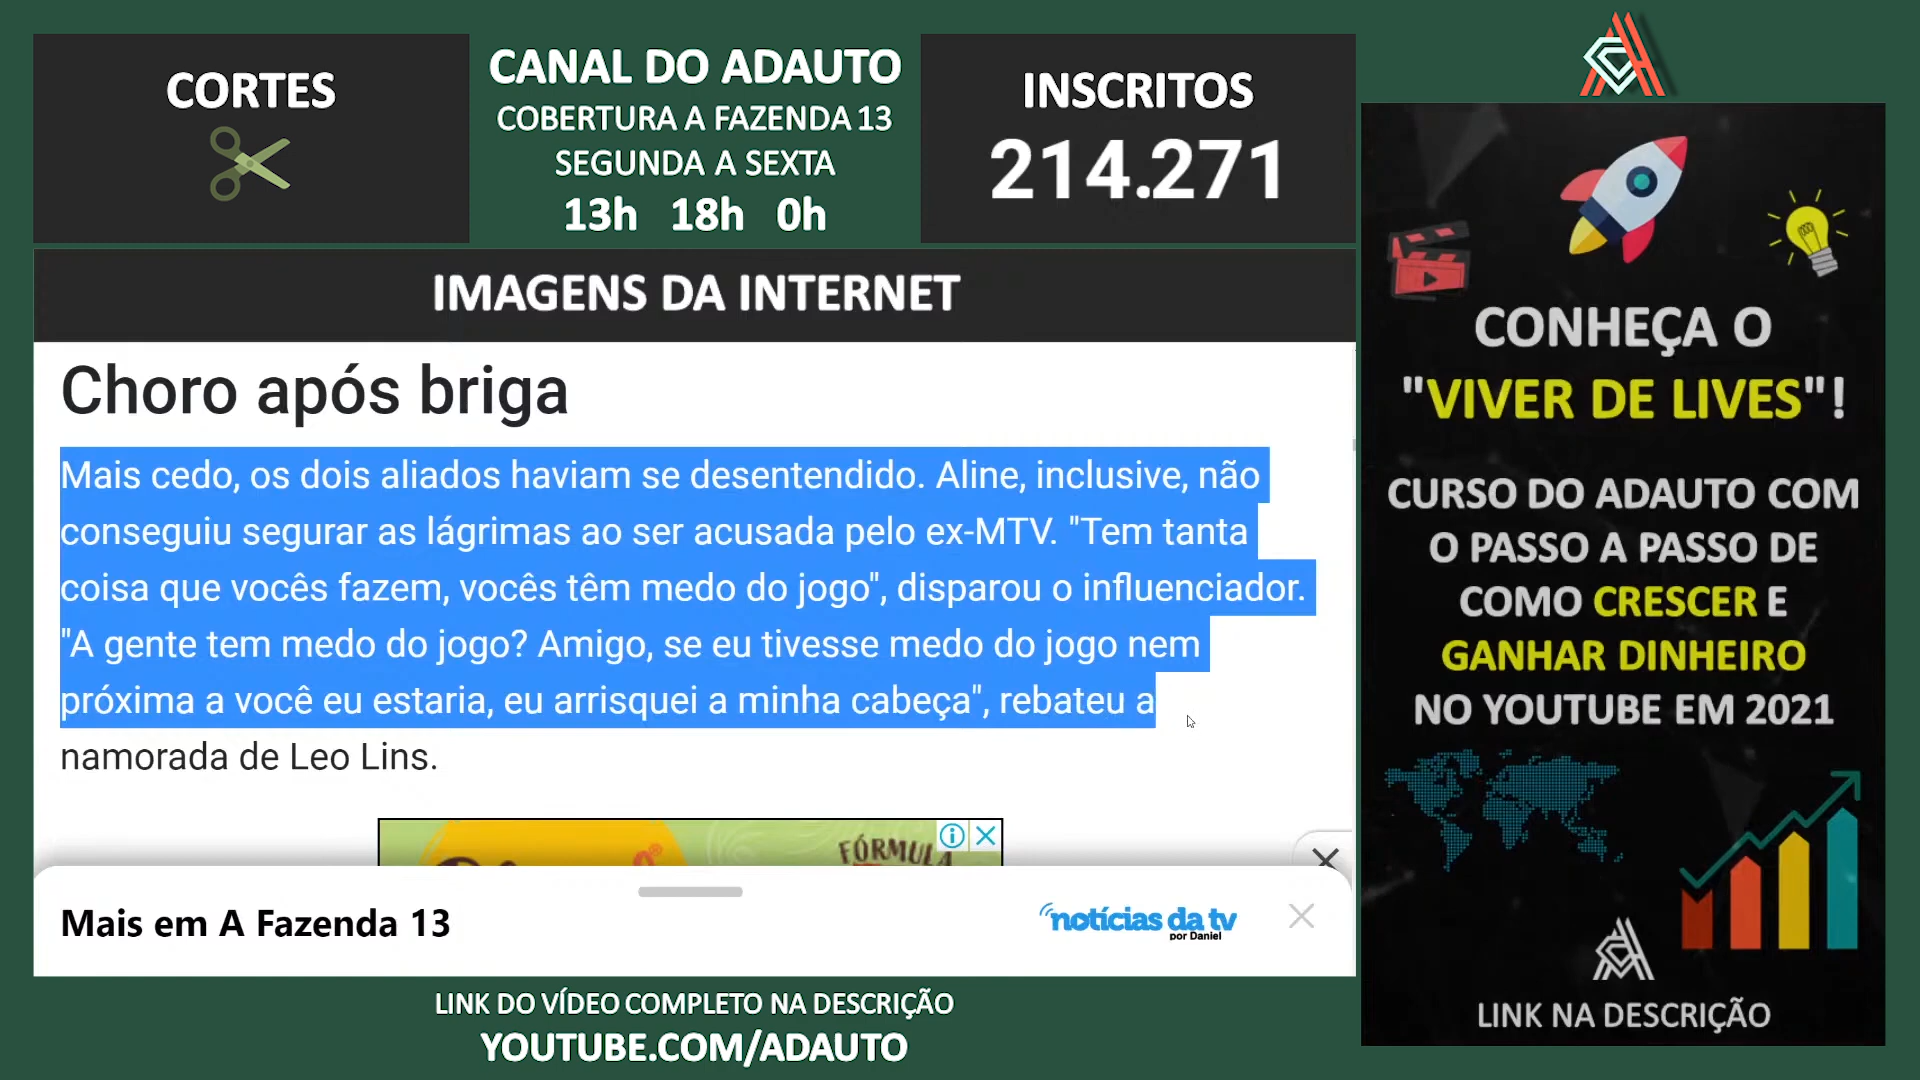 CORTES
CANAL DO ADAUTO
COBERTURA A FAZENDA 13
SEGUNDA A SEXTA
13h 18h 0h
INSCRITOS
214.271
IMAGENS DA INTERNET
Choro após briga
Mais cedo, os dois aliados haviam se desentendido. Aline, inclusive, não
conseguiu segurar as lágrimas ao ser acusada pelo ex-MTV. "Tem tanta
coisa que vocês fazem, vocês têm medo do jogo", disparou o influenciador.
"A gente tem medo do jogo? Amigo, se eu tivesse medo do jogo nem
próxima a você eu estaria, eu arrisquei a minha cabeça", rebateu a
namorada de Leo Lins.
FÓRMULA
Mais em A Fazenda 13
notícias da tv
por Daniel
LINK DO VÍDEO COMPLETO NA DESCRIÇÃO
YOUTUBE.COM/ADAUTO
CONHEÇA O
"VIVER DE LIVES"!
CURSO DO ADAUTO COM
O PASSO A PASSO DE
COMO CRESCER E
GANHAR DINHEIRO
NO YOUTUBE EM 2021
LINK NA DESCRIÇÃO